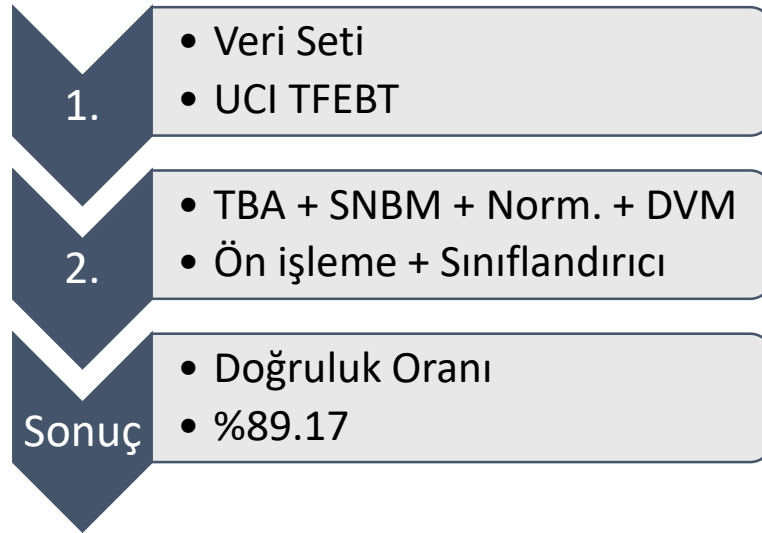 1.
• Veri Seti
• UCI TFEBT
2.
• TBA + SNBM + Norm. + DVM
• Ön işleme + Sınıflandırıcı
Sonuç
• Doğruluk Oranı
• %89.17